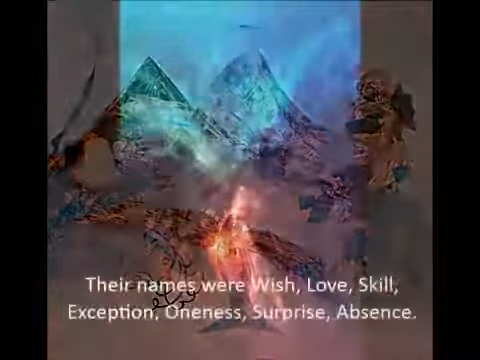 Their names were Wish, Love, Skill,
Exception, Oneness, Surprise, Absence.